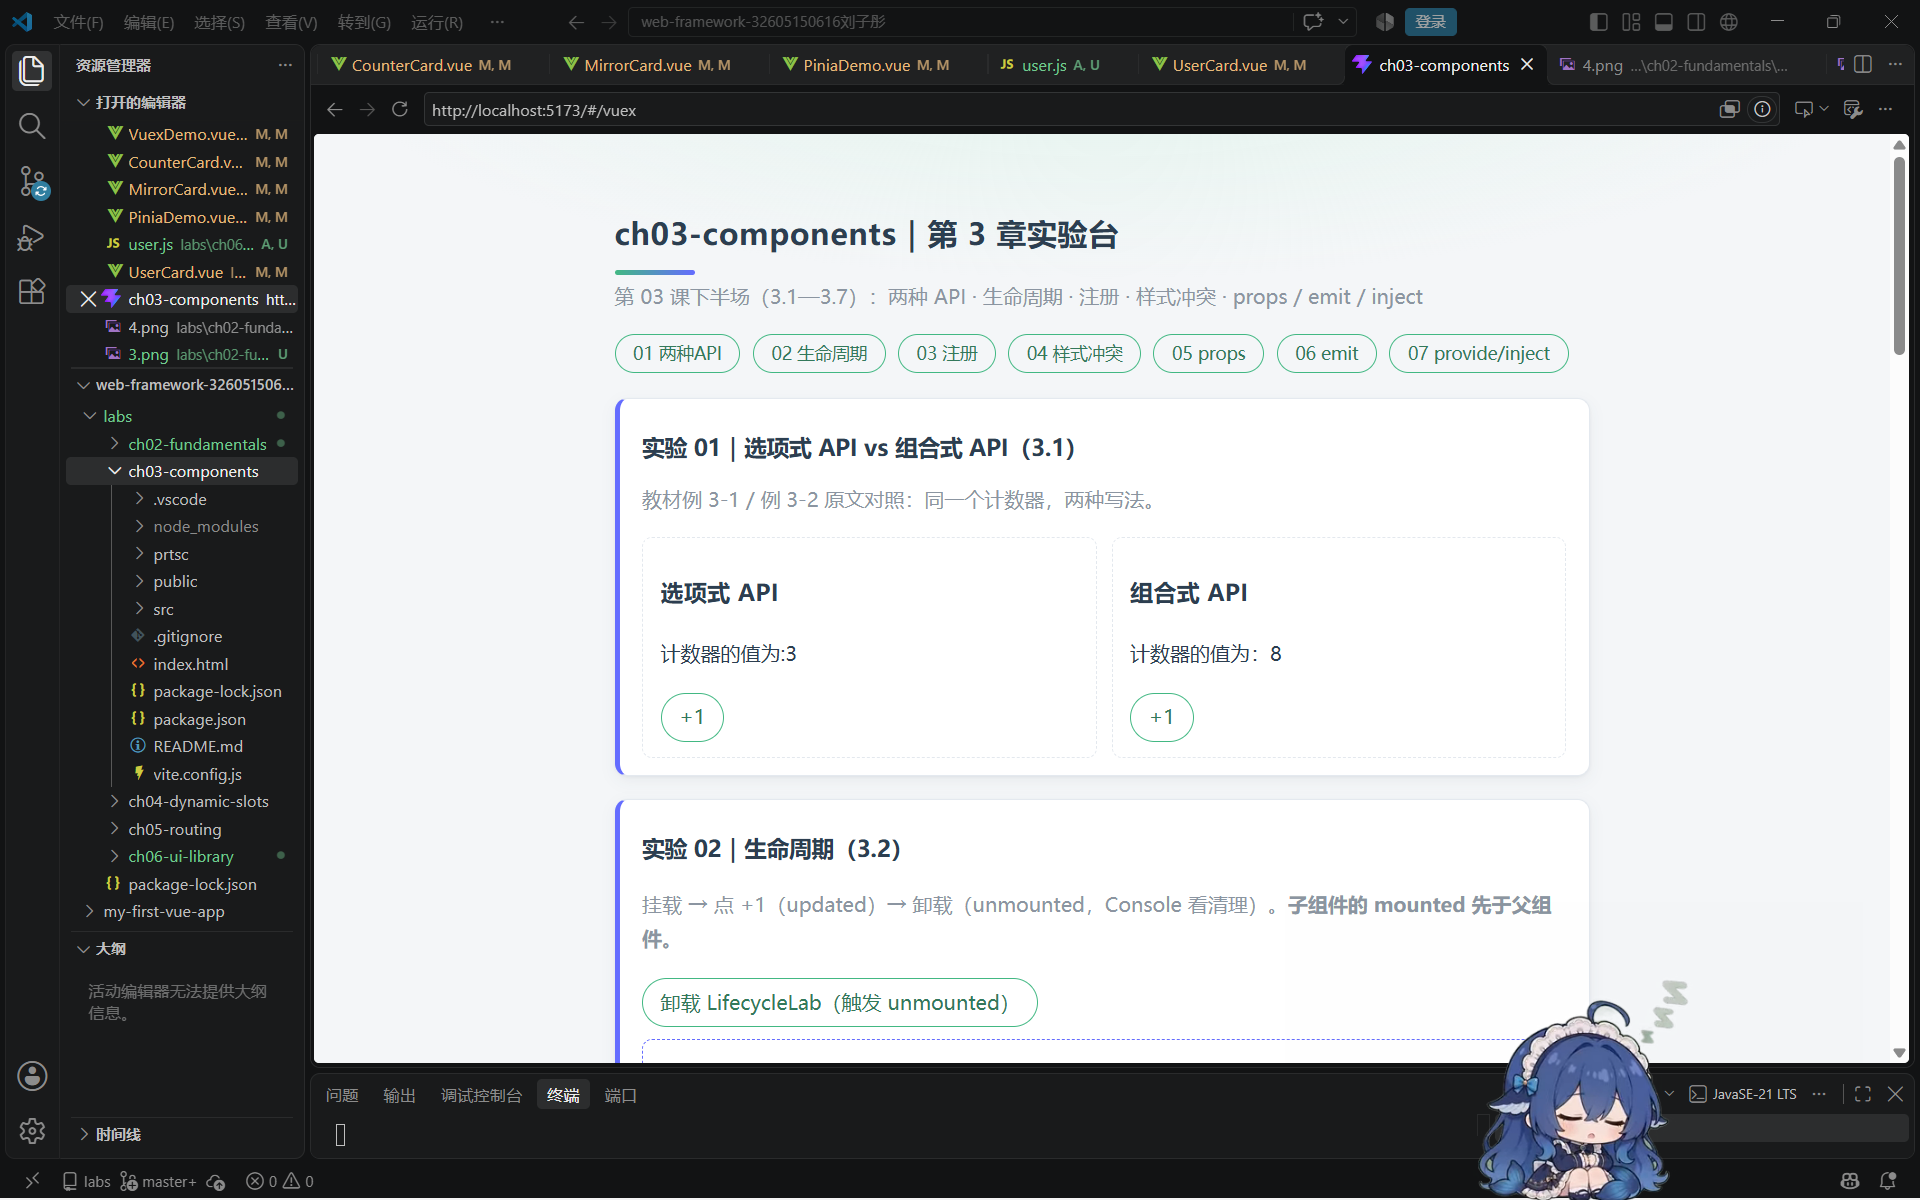 文件(F) 编辑(E) 选择(S) 查看(V) 转到(G) 运行(R) ···
web-framework-32605150616刘子彤
登录
资源管理器
打开的编辑器
VuexDemo.vue... M, M
CounterCard.v... M, M
MirrorCard.vue... M, M
PiniaDemo.vue... M, M
user.js labs\ch06... A, U
UserCard.vue l... M, M
ch03-components htt...
4.png labs\ch02-funda...
3.png labs\ch02-fu... U
web-framework-326051506...
labs
ch02-fundamentals
ch03-components
.vscode
node_modules
prtsc
public
src
.gitignore
index.html
package-lock.json
package.json
README.md
vite.config.js
ch04-dynamic-slots
ch05-routing
ch06-ui-library
package-lock.json
my-first-vue-app
大纲
活动编辑器无法提供大纲
信息。
时间线
CounterCard.vue M, M
MirrorCard.vue M, M
PiniaDemo.vue M, M
JS user.js A, U
UserCard.vue M, M
ch03-components
4.png ...\ch02-fundamentals\...
http://localhost:5173/#/vuex
ch03-components｜第 3 章实验台
第 03 课下半场（3.1—3.7）：两种 API · 生命周期 · 注册 · 样式冲突 · props / emit / inject
01 两种API
02 生命周期
03 注册
04 样式冲突
05 props
06 emit
07 provide/inject
实验 01｜选项式 API vs 组合式 API（3.1）
教材例 3-1 / 例 3-2 原文对照：同一个计数器，两种写法。
选项式 API
计数器的值为:3
+1
组合式 API
计数器的值为：8
+1
实验 02｜生命周期（3.2）
挂载 → 点 +1（updated）→ 卸载（unmounted，Console 看清理）。子组件的 mounted 先于父组
件。
卸载 LifecycleLab（触发 unmounted）
问题 输出 调试控制台 终端 端口
JavaSE-21 LTS
labs master+ 0 0